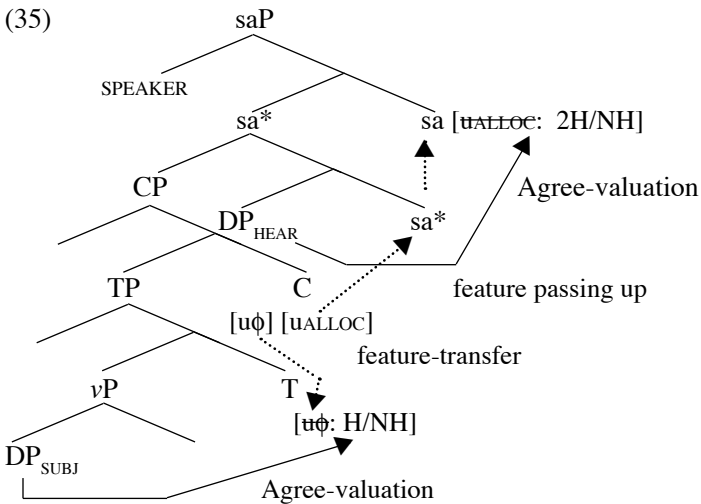 (35) saP
SPEAKER
sa* sa [uALLOC: 2H/NH]
CP Agree-valuation
DP_HEAR sa*
TP C feature passing up
[uϕ] [uALLOC]
feature-transfer
vP T
[uϕ: H/NH]
DP_SUBJ
Agree-valuation